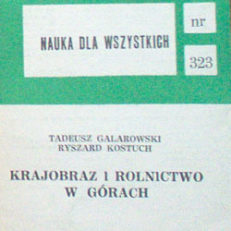 nr
NAUKA DLA WSZYSTKICH
323
TADEUSZ GALAROWSKI
RYSZARD KOSTUCH
KRAJOBRAZ I ROLNICTWO
W GÓRACH